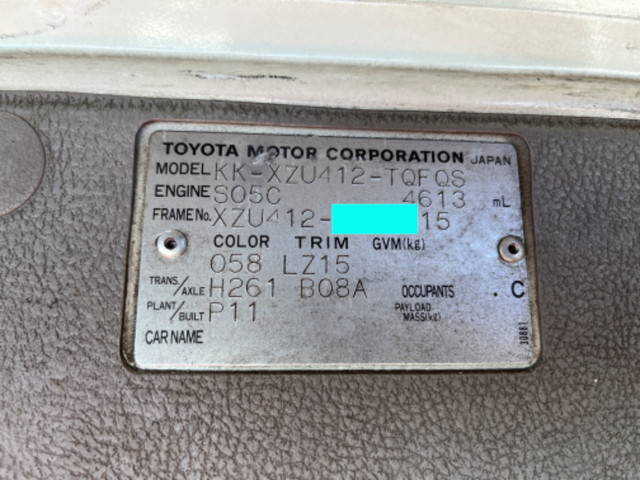 TOYOTA MOTOR CORPORATION JAPAN
MODEL KK-XZU412-TQFQS
ENGINE S05C 4613 mL
FRAME No. XZU412- 15
COLOR TRIM GVM(kg)
058 LZ15
TRANS./AXLE H261 B08A OCCUPANTS . C
PLANT/BUILT P11 PAYLOAD MASS(kg)
CAR NAME
30881